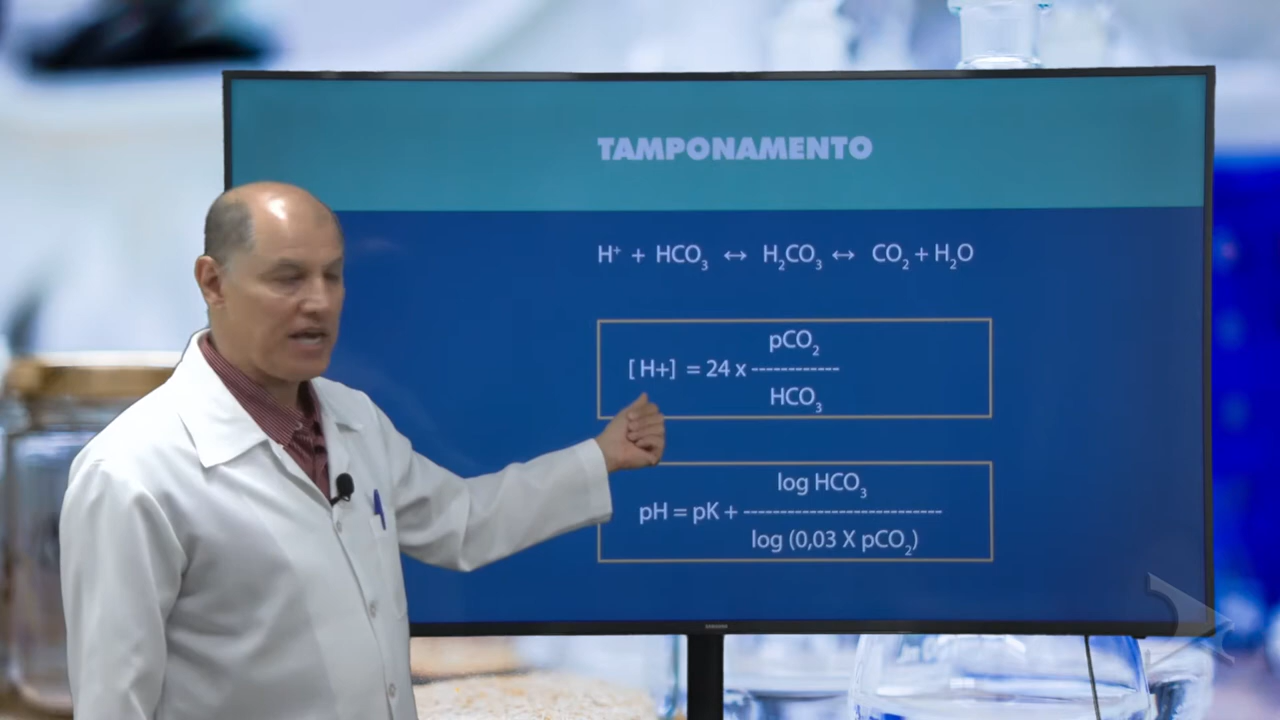 TAMPONAMENTO
H⁺ + HCO₃ ↔ H₂CO₃ ↔ CO₂ + H₂O
pCO₂
[ H+] = 24 x ------------
HCO₃
log HCO₃
pH = pK + ---------------------------
log (0,03 X pCO₂)